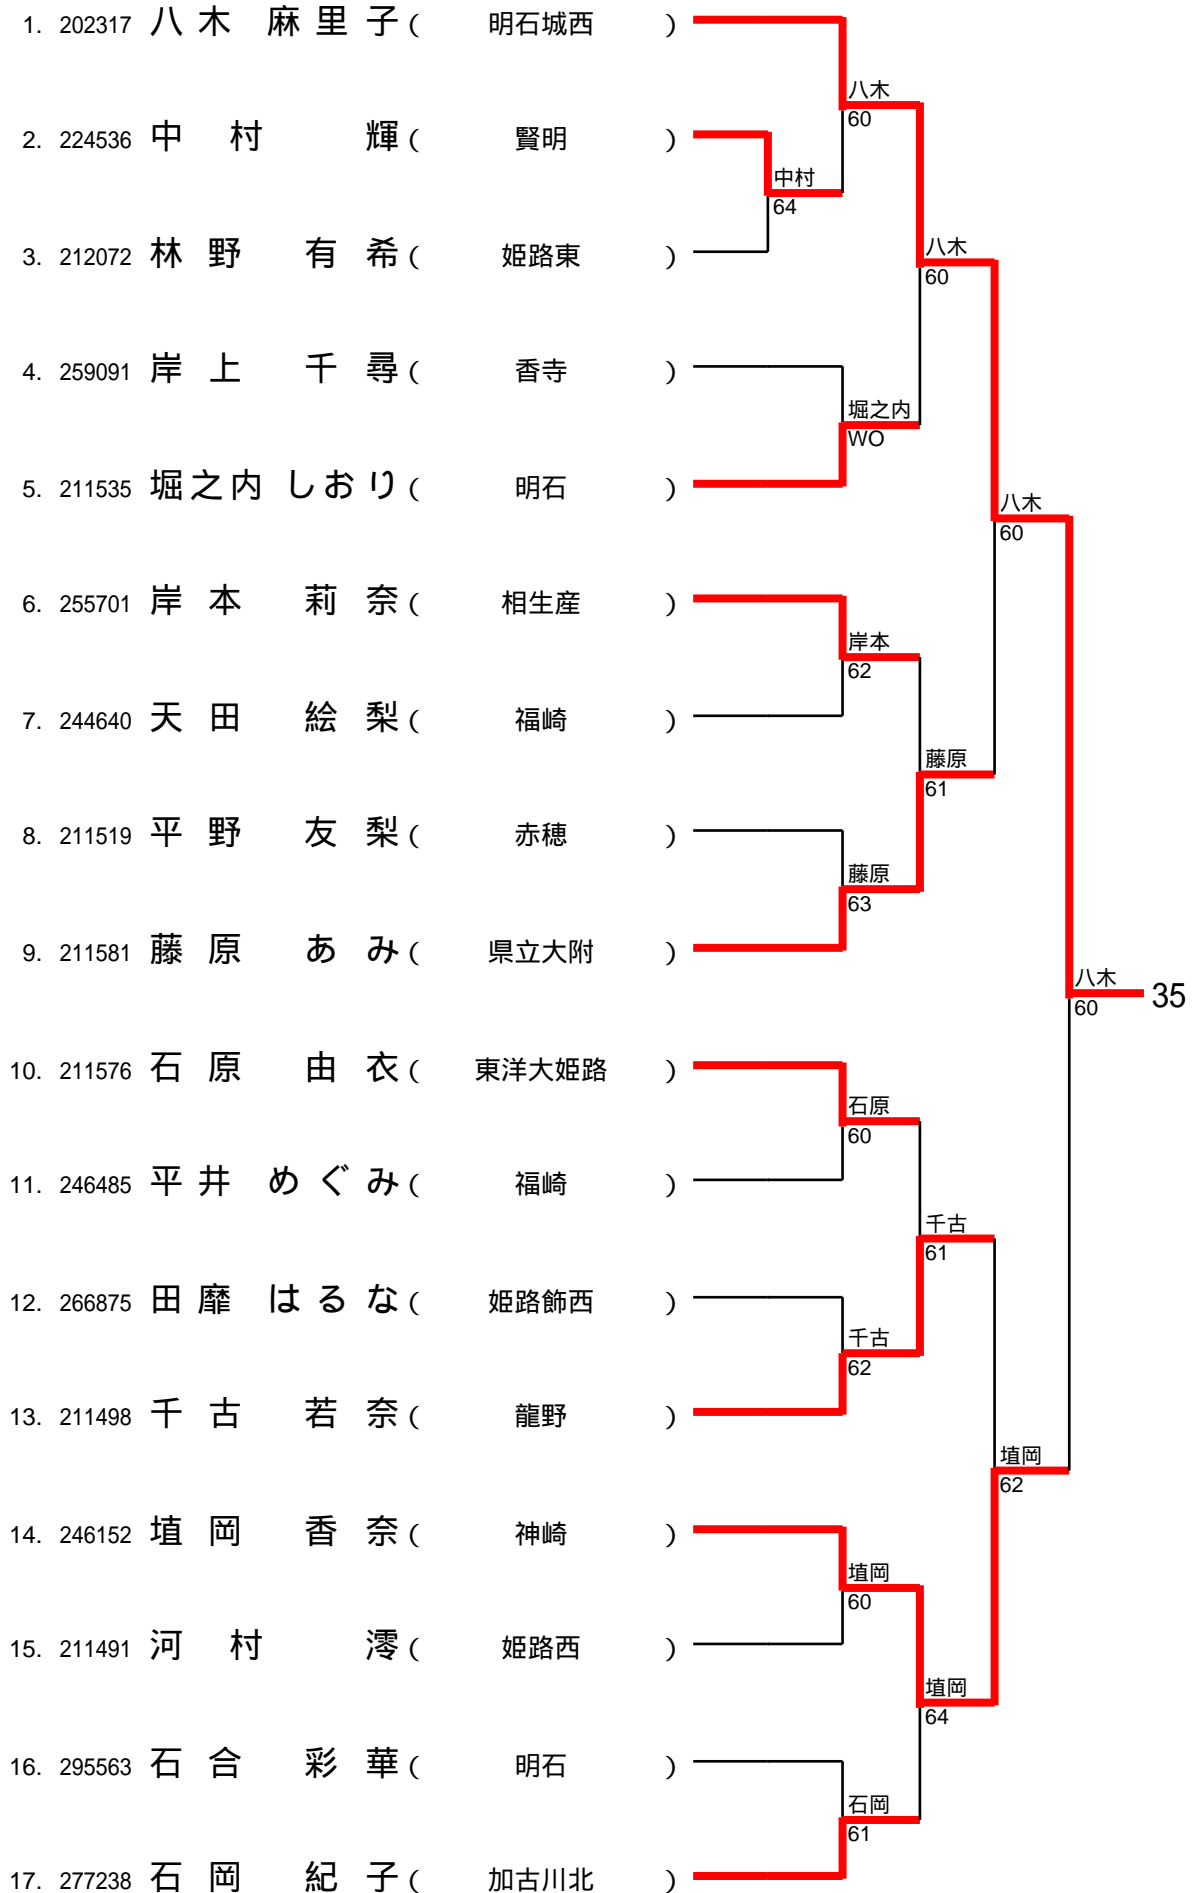 1. 202317 八木 麻里子 ( 明石城西 )
八木
60
2. 224536 中村 輝 ( 賢明 )
中村
64
3. 212072 林野 有希 ( 姫路東 )
八木
60
4. 259091 岸上 千尋 ( 香寺 )
堀之内
WO
5. 211535 堀之内 しおり ( 明石 )
八木
60
6. 255701 岸本 莉奈 ( 相生産 )
岸本
62
7. 244640 天田 絵梨 ( 福崎 )
藤原
61
8. 211519 平野 友梨 ( 赤穂 )
藤原
63
9. 211581 藤原 あみ ( 県立大附 )
八木
60
35
10. 211576 石原 由衣 ( 東洋大姫路 )
石原
60
11. 246485 平井 めぐみ ( 福崎 )
千古
61
12. 266875 田靡 はるな ( 姫路飾西 )
千古
62
13. 211498 千古 若奈 ( 龍野 )
埴岡
62
14. 246152 埴岡 香奈 ( 神崎 )
埴岡
60
15. 211491 河村 澪 ( 姫路西 )
埴岡
64
16. 295563 石合 彩華 ( 明石 )
石岡
61
17. 277238 石岡 紀子 ( 加古川北 )